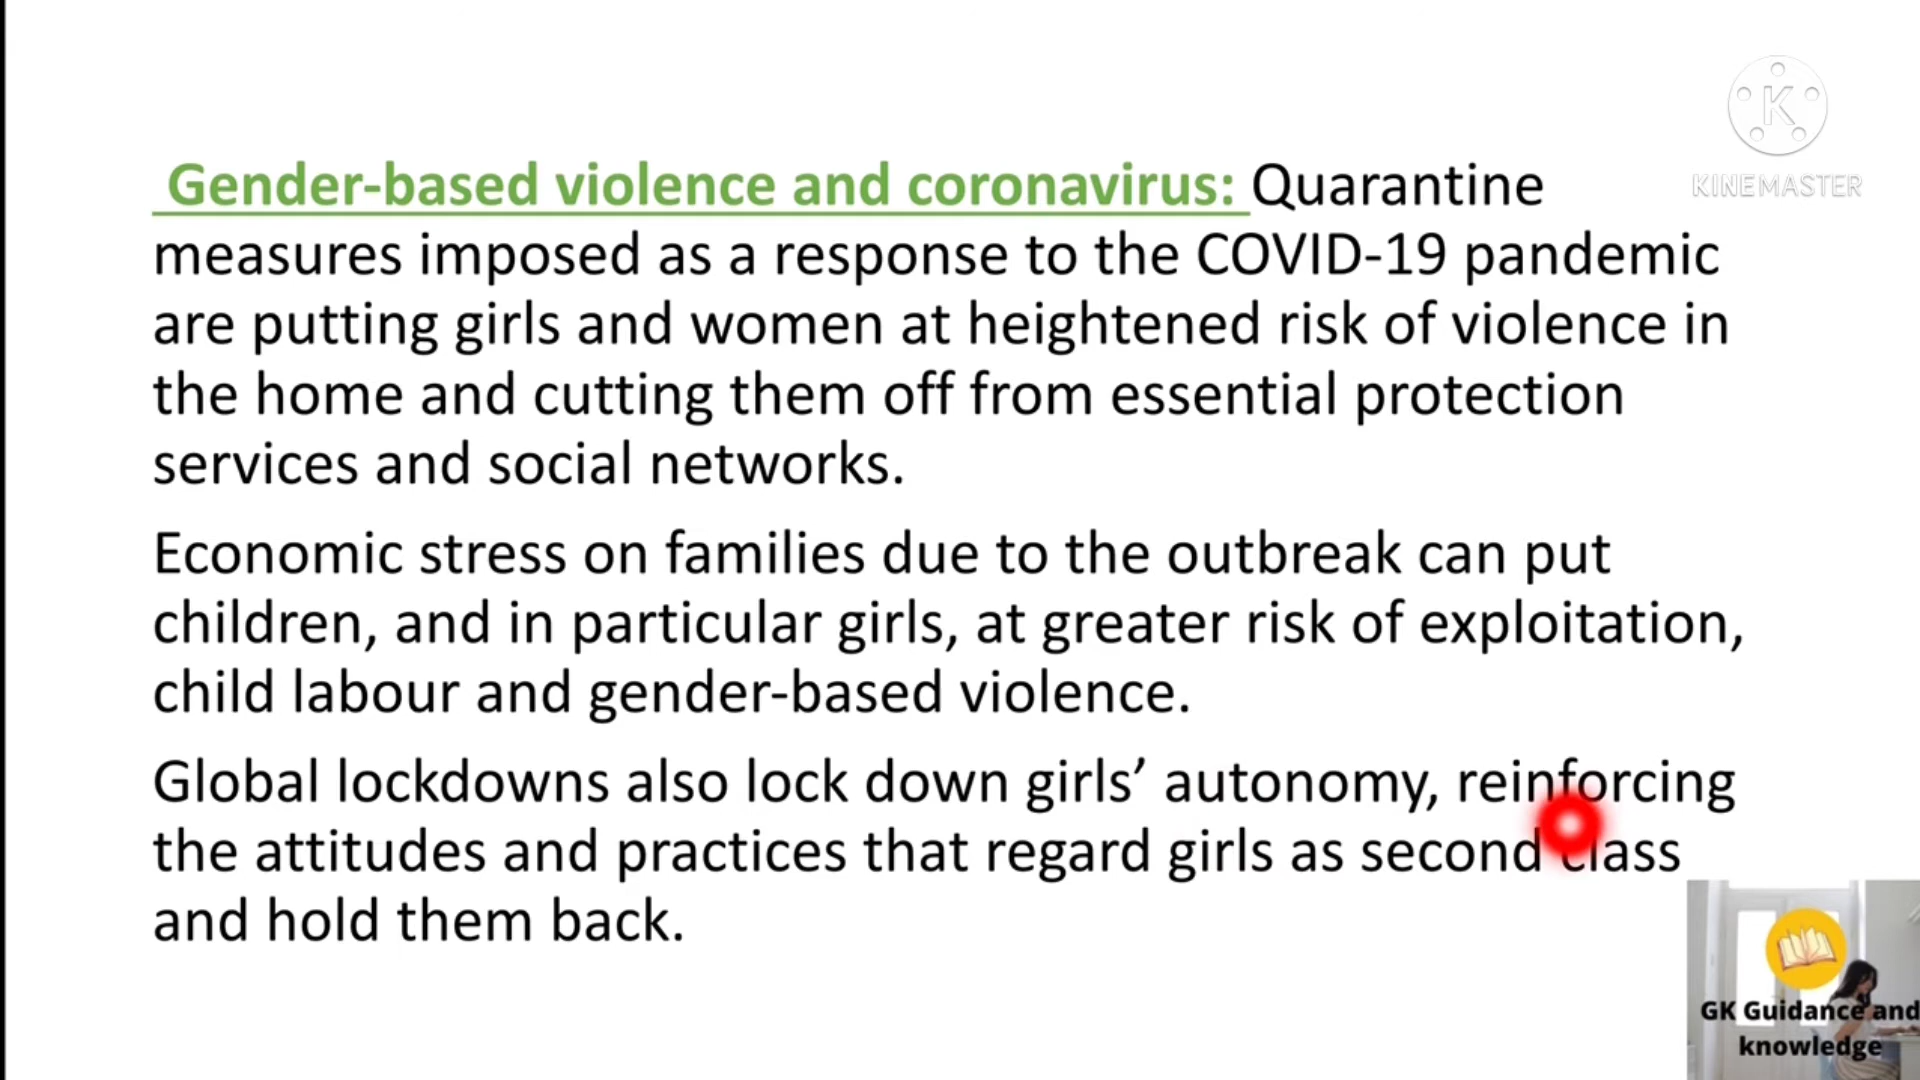 Gender-based violence and coronavirus: Quarantine
measures imposed as a response to the COVID-19 pandemic
are putting girls and women at heightened risk of violence in
the home and cutting them off from essential protection
services and social networks.
Economic stress on families due to the outbreak can put
children, and in particular girls, at greater risk of exploitation,
child labour and gender-based violence.
Global lockdowns also lock down girls’ autonomy, reinforcing
the attitudes and practices that regard girls as second class
and hold them back.
K
KINEMASTER
GK Guidance and
knowledge